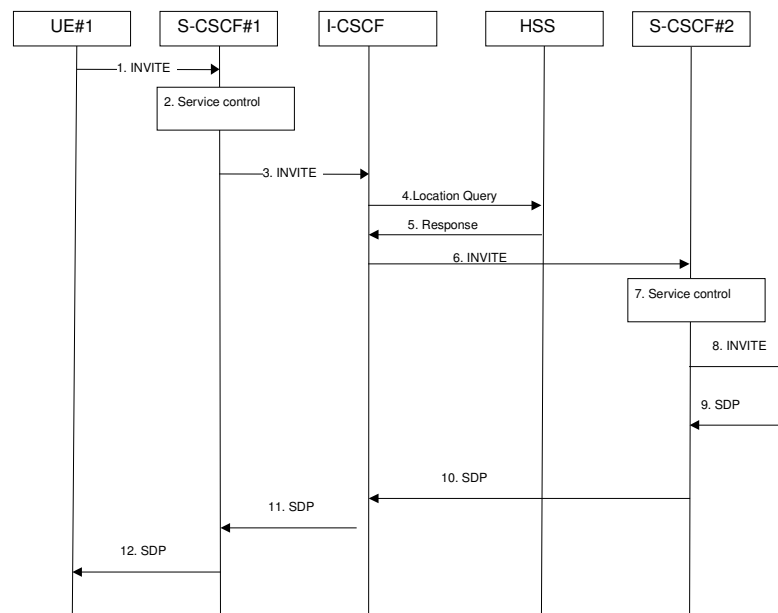 UE#1
S-CSCF#1
I-CSCF
HSS
S-CSCF#2
1. INVITE
2. Service control
3. INVITE
4.Location Query
5. Response
6. INVITE
7. Service control
8. INVITE
9. SDP
10. SDP
11. SDP
12. SDP